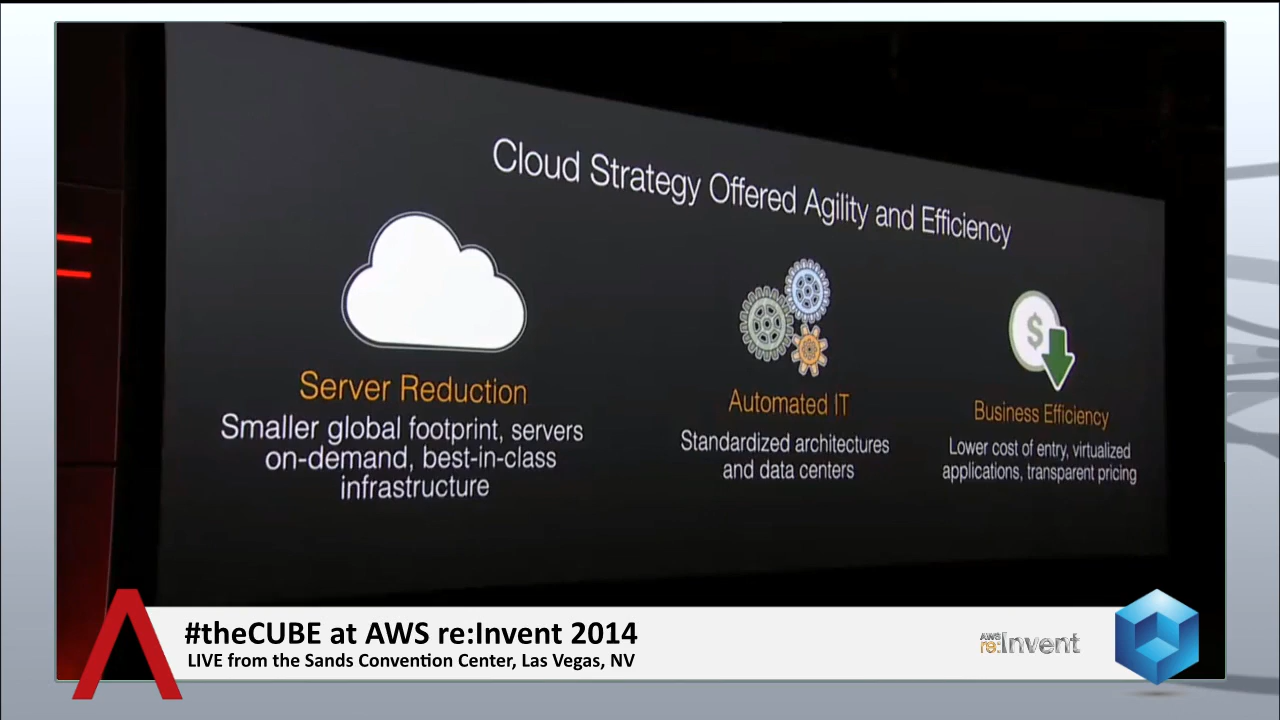 Cloud Strategy Offered Agility and Efficiency
$
Server Reduction
Smaller global footprint, servers
on-demand, best-in-class
infrastructure
Automated IT
Standardized architectures
and data centers
Business Efficiency
Lower cost of entry, virtualized
applications, transparent pricing
#theCUBE at AWS re:Invent 2014
LIVE from the Sands Convention Center, Las Vegas, NV
AWS
re:Invent